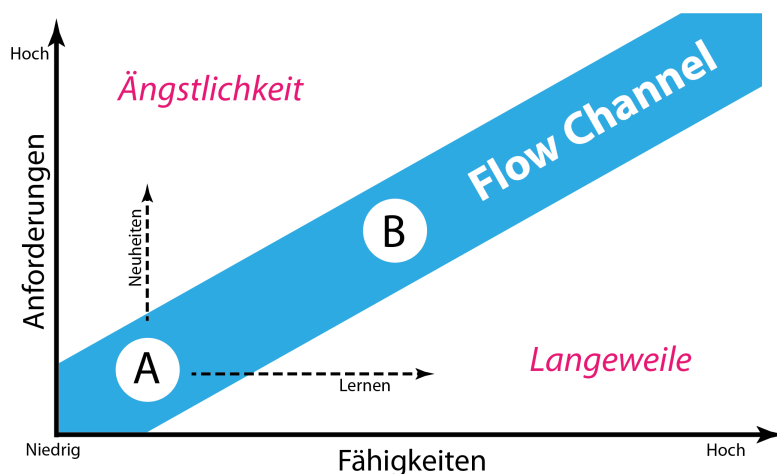 Hoch
Ängstlichkeit
Flow Channel
Anforderungen
Neuheiten
B
A
Lernen
Langeweile
Niedrig
Fähigkeiten
Hoch